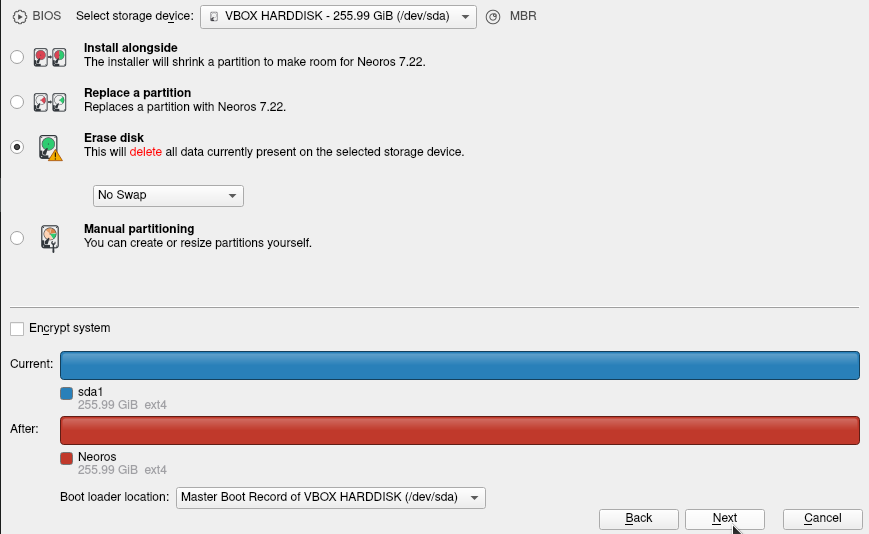 BIOS Select storage device: VBOX HARDDISK - 255.99 GiB (/dev/sda) MBR
Install alongside
The installer will shrink a partition to make room for Neoros 7.22.
Replace a partition
Replaces a partition with Neoros 7.22.
Erase disk
This will delete all data currently present on the selected storage device.
No Swap
Manual partitioning
You can create or resize partitions yourself.
Encrypt system
Current:
sda1
255.99 GiB ext4
After:
Neoros
255.99 GiB ext4
Boot loader location: Master Boot Record of VBOX HARDDISK (/dev/sda)
Back Next Cancel